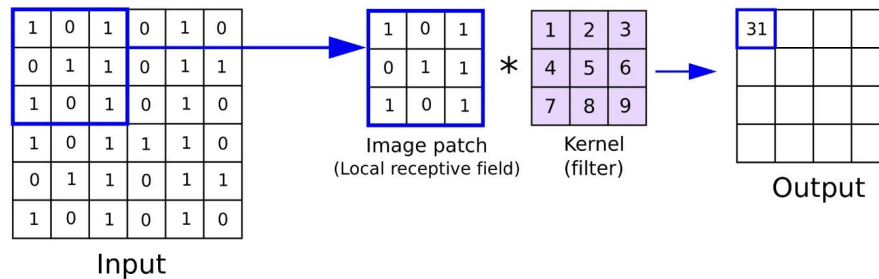 1 0 1 0 1 0
0 1 1 0 1 1
1 0 1 0 1 0
1 0 1 1 1 0
0 1 1 0 1 1
1 0 1 0 1 0
Input
1 0 1
0 1 1
1 0 1
Image patch
(Local receptive field)
*
1 2 3
4 5 6
7 8 9
Kernel
(filter)
31
Output